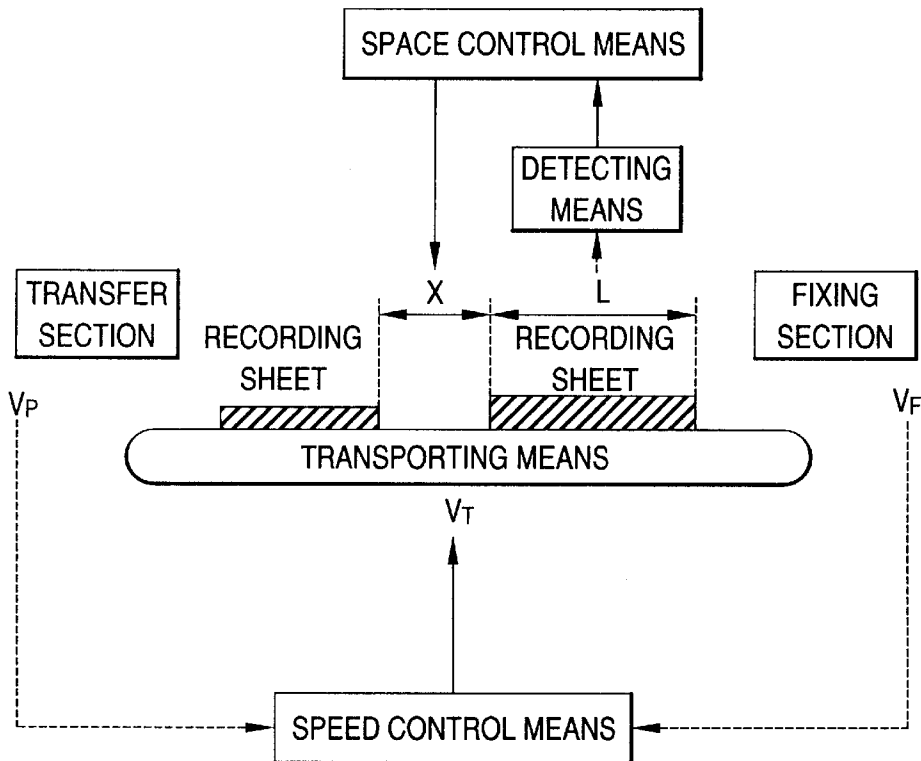 SPACE CONTROL MEANS
DETECTING
MEANS
TRANSFER
SECTION
X
L
FIXING
SECTION
RECORDING
SHEET
RECORDING
SHEET
VP
VF
TRANSPORTING MEANS
VT
SPEED CONTROL MEANS